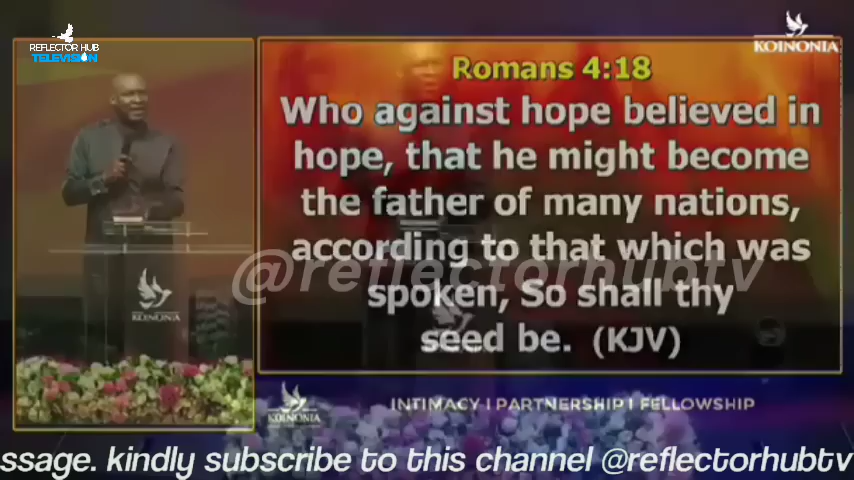 REFLECTOR HUB
TELEVISION
KOINONIA
Romans 4:18
Who against hope believed in
hope, that he might become
the father of many nations,
according to that which was
spoken, So shall thy
seed be. (KJV)
@reflectorhubtv
KOINONIA
KOINONIA
INTIMACY I PARTNERSHIP I FELLOWSHIP
ssage. kindly subscribe to this channel @reflectorhubtv